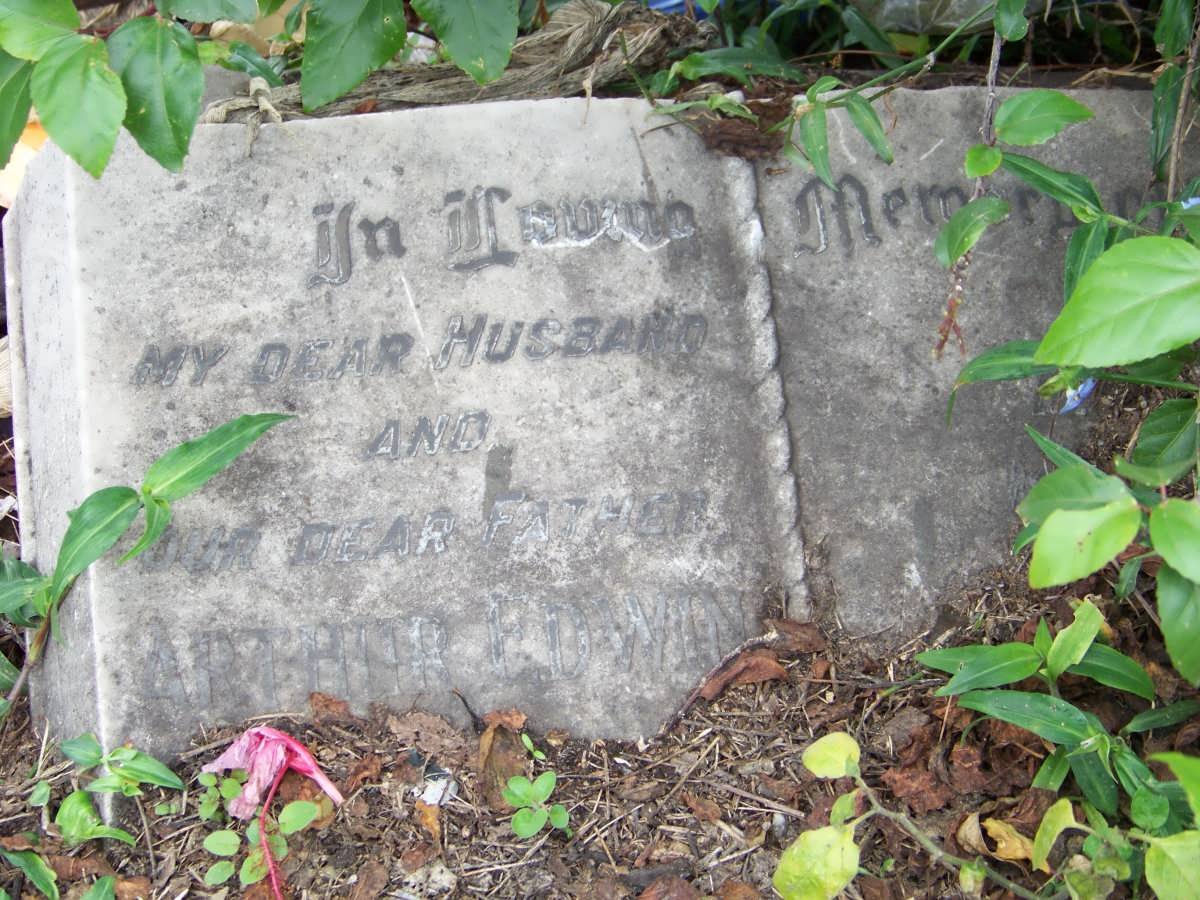 In Loving Memory
MY DEAR HUSBAND
AND
OUR DEAR FATHER
ARTHUR EDWIN